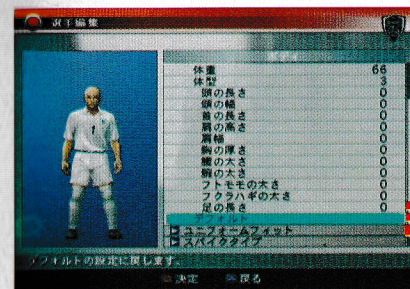 選手編集
体重 66
体型 3
頭の長さ 0
頭の幅 0
首の長さ 0
肩の高さ 0
肩幅 0
胸の厚さ 0
腰の太さ 0
腕の太さ 0
フトモモの太さ 0
フクラハギの太さ 0
足の長さ 0
デフォルト
ユニフォームフィット
スパイクタイプ
デフォルトの設定に戻します。
決定 戻る